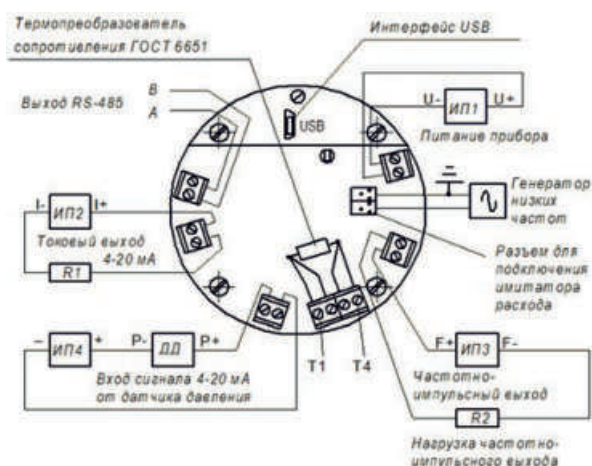 Термопреобразователь
сопротивления ГОСТ 6651
Интерфейс USB
Выход RS-485
B
A
USB
U-
ИП1
U+
Питание прибора
I-
ИП2
I+
Токовый выход
4-20 мА
R1
Генератор
низких
частот
Разъем для
подключения
имитатора
расхода
–
ИП4
+
P-
ДД
P+
Вход сигнала 4-20 мА
от датчика давления
T1
T4
F+
ИП3
F-
Частотно-
импульсный выход
R2
Нагрузка частотно-
импульсного выхода